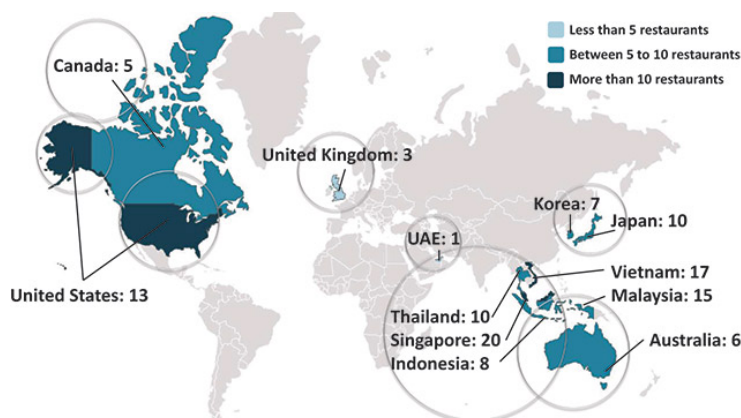 Less than 5 restaurants
Between 5 to 10 restaurants
More than 10 restaurants
Canada: 5
United Kingdom: 3
Korea: 7
Japan: 10
UAE: 1
Vietnam: 17
United States: 13
Malaysia: 15
Thailand: 10
Singapore: 20
Australia: 6
Indonesia: 8